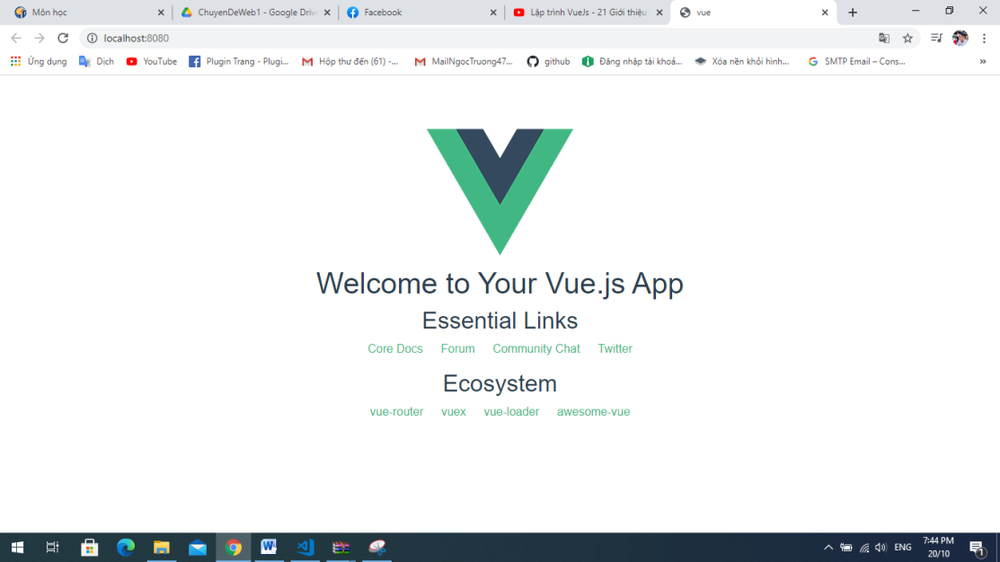 Môn học
ChuyenDeWeb1 - Google Drive
Facebook
Lập trình VueJs - 21 Giới thiệu
vue
localhost:8080
Ứng dụng
Dịch
YouTube
Plugin Trang - Plugi...
Hộp thư đến (61) -...
MailNgocTruong47...
github
Đăng nhập tài khoả...
Xóa nền khỏi hình...
SMTP Email – Cons...
»
Welcome to Your Vue.js App
Essential Links
Core Docs Forum Community Chat Twitter
Ecosystem
vue-router vuex vue-loader awesome-vue
ENG
7:44 PM
20/10
1